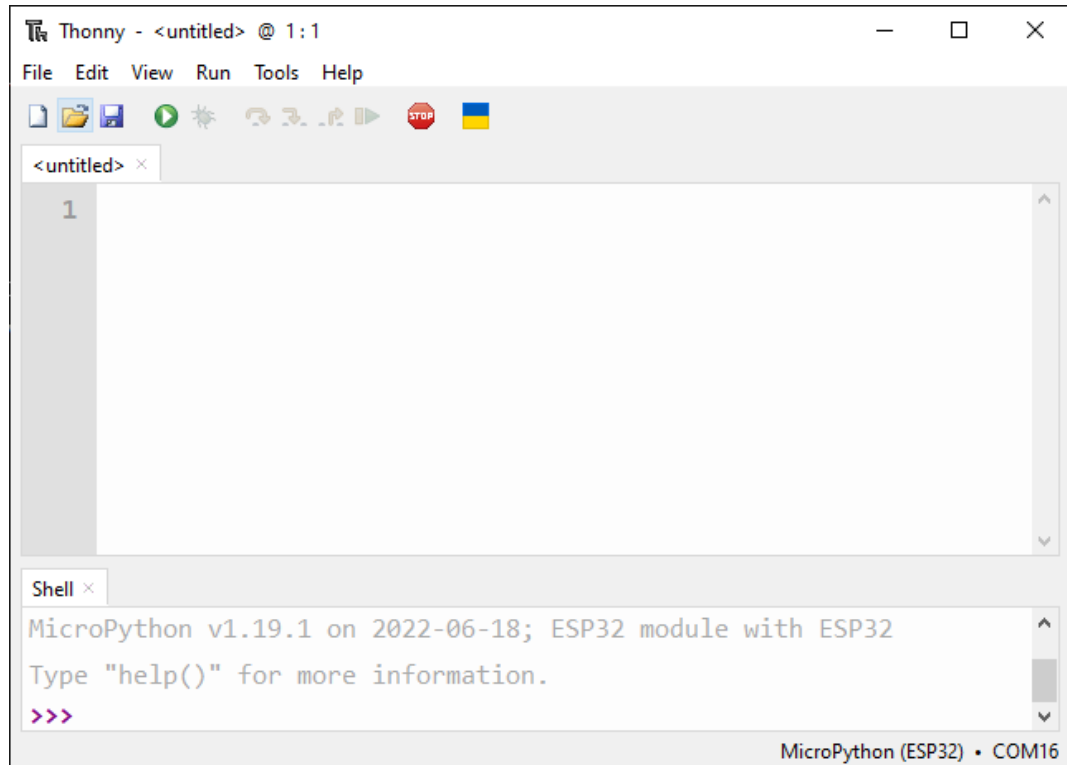 Thonny - <untitled> @ 1:1
File Edit View Run Tools Help
STOP
<untitled>
1
Shell
MicroPython v1.19.1 on 2022-06-18; ESP32 module with ESP32
Type "help()" for more information.
>>>
MicroPython (ESP32) • COM16